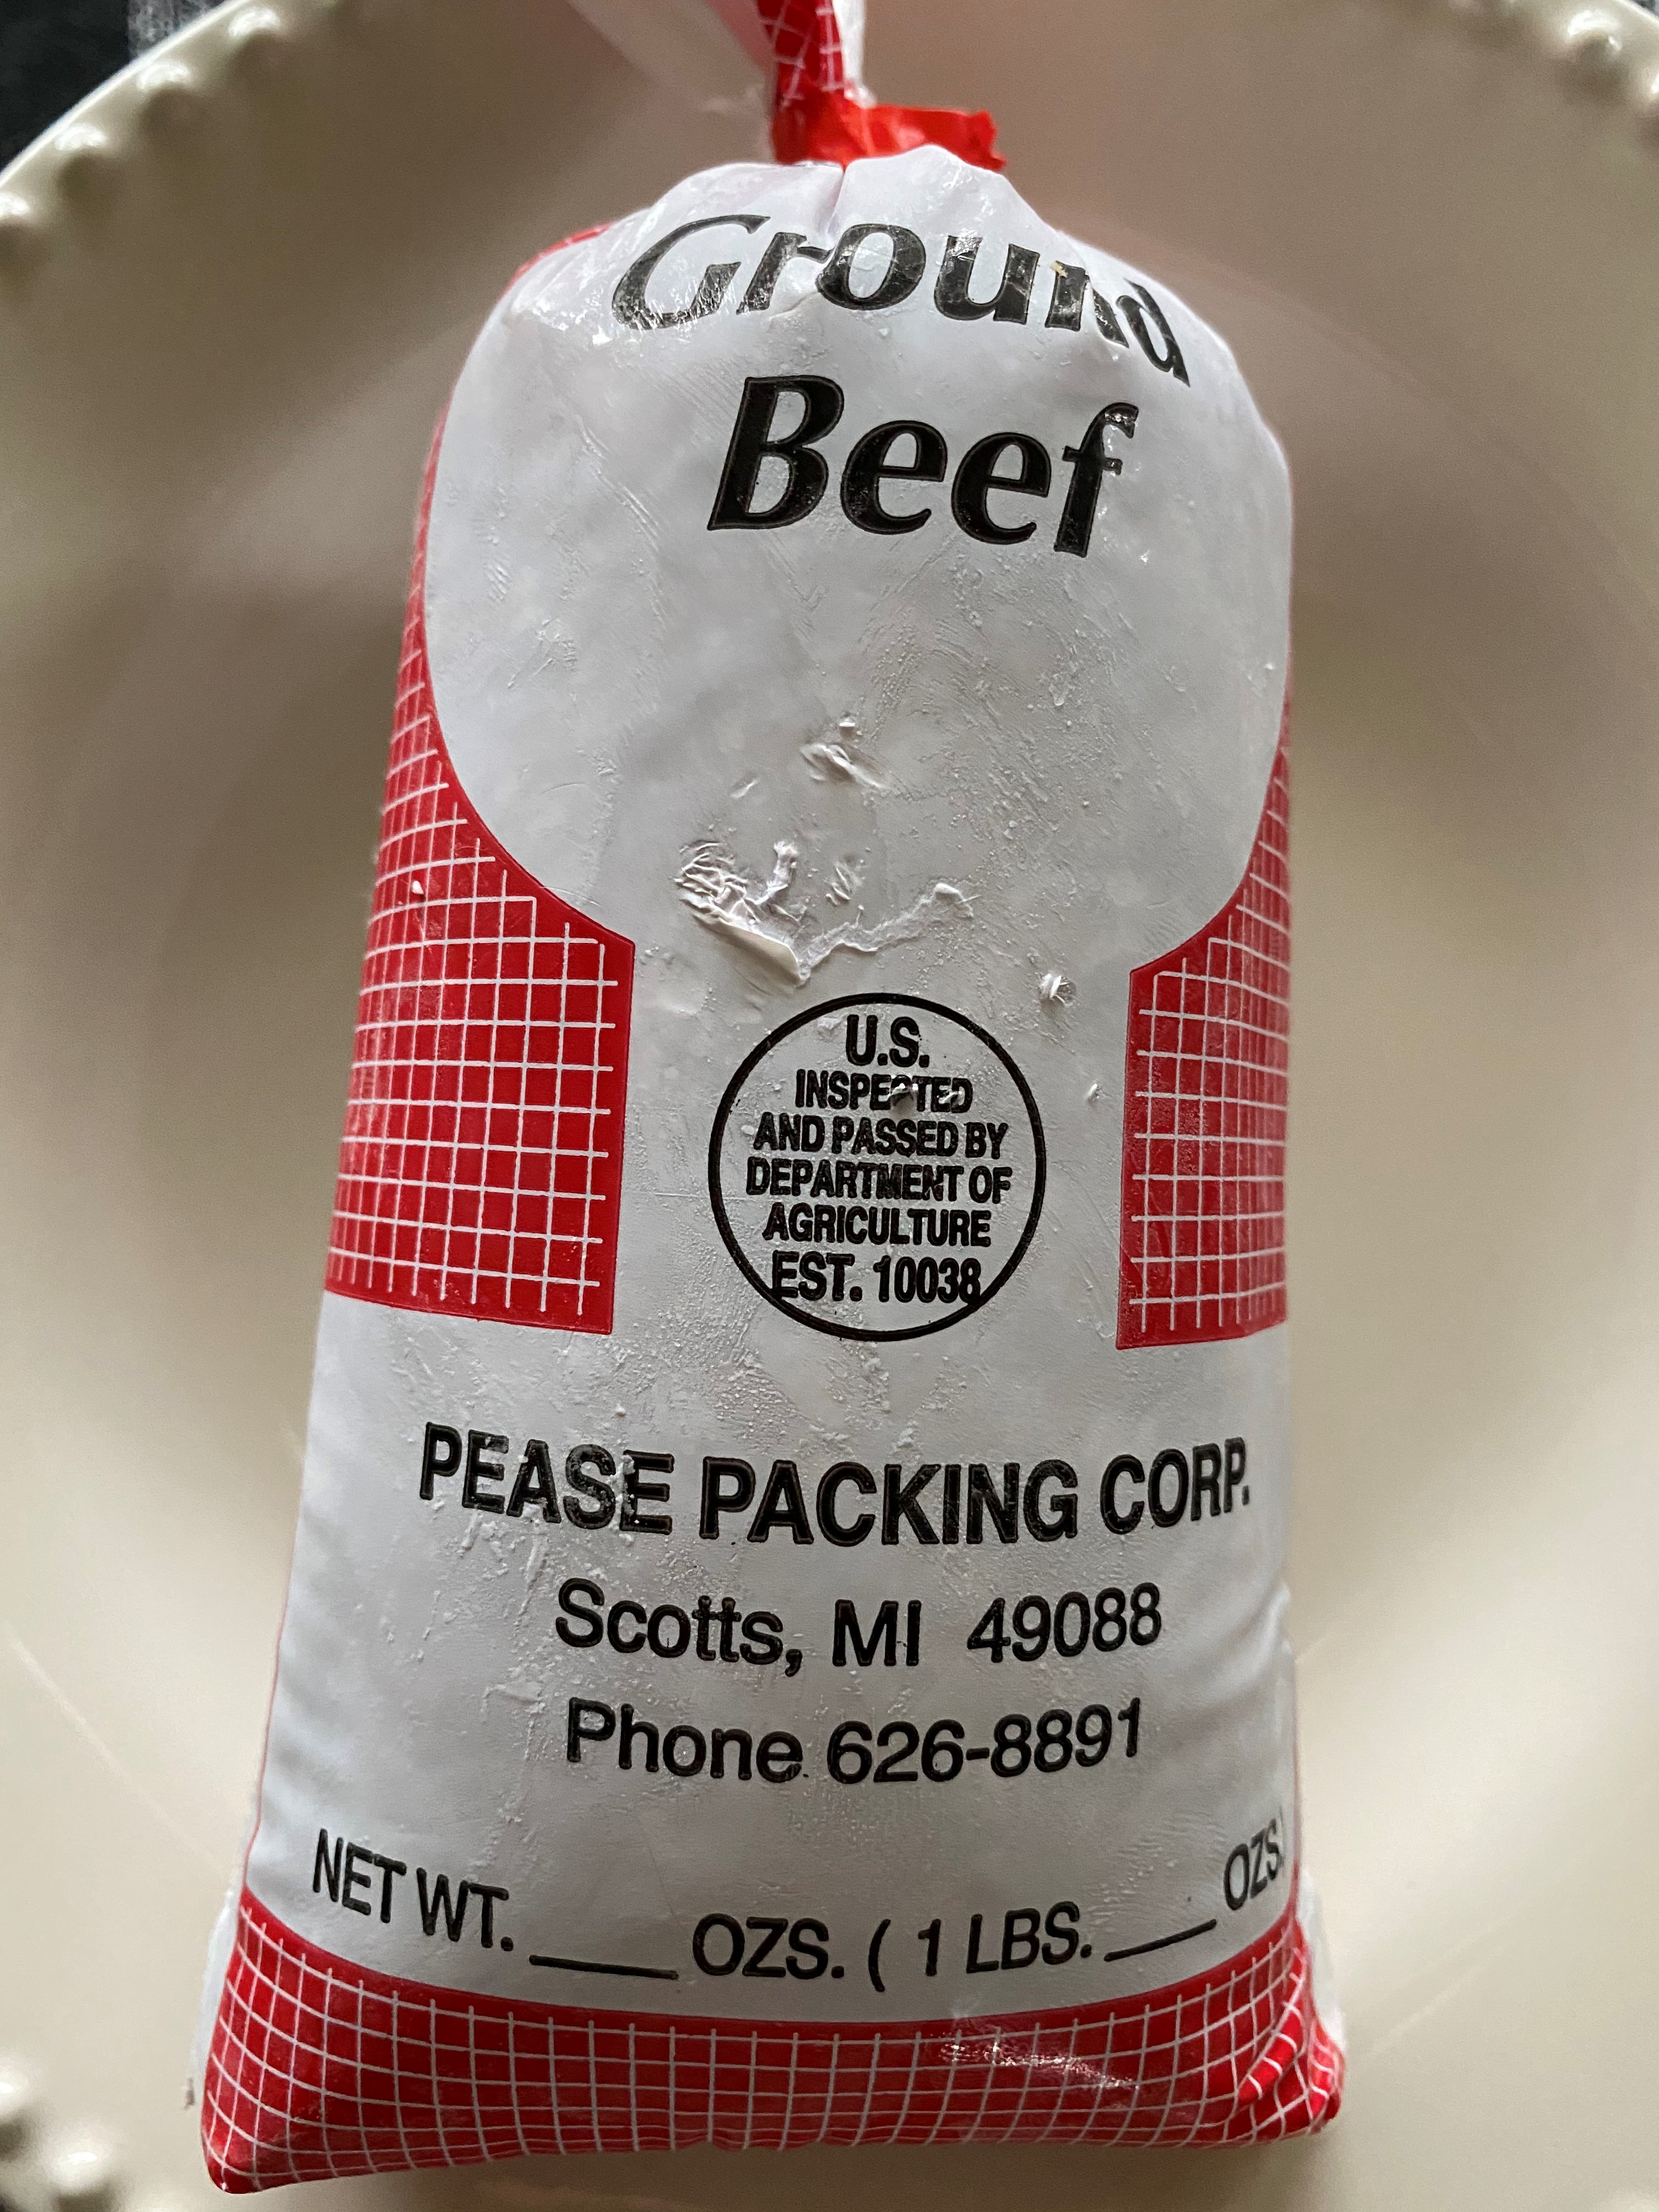 Ground
Beef
U.S.
INSPECTED
AND PASSED BY
DEPARTMENT OF
AGRICULTURE
EST. 10038
PEASE PACKING CORP.
Scotts, MI 49088
Phone 626-8891
NET WT. ___ OZS. ( 1 LBS. ___ OZS.)